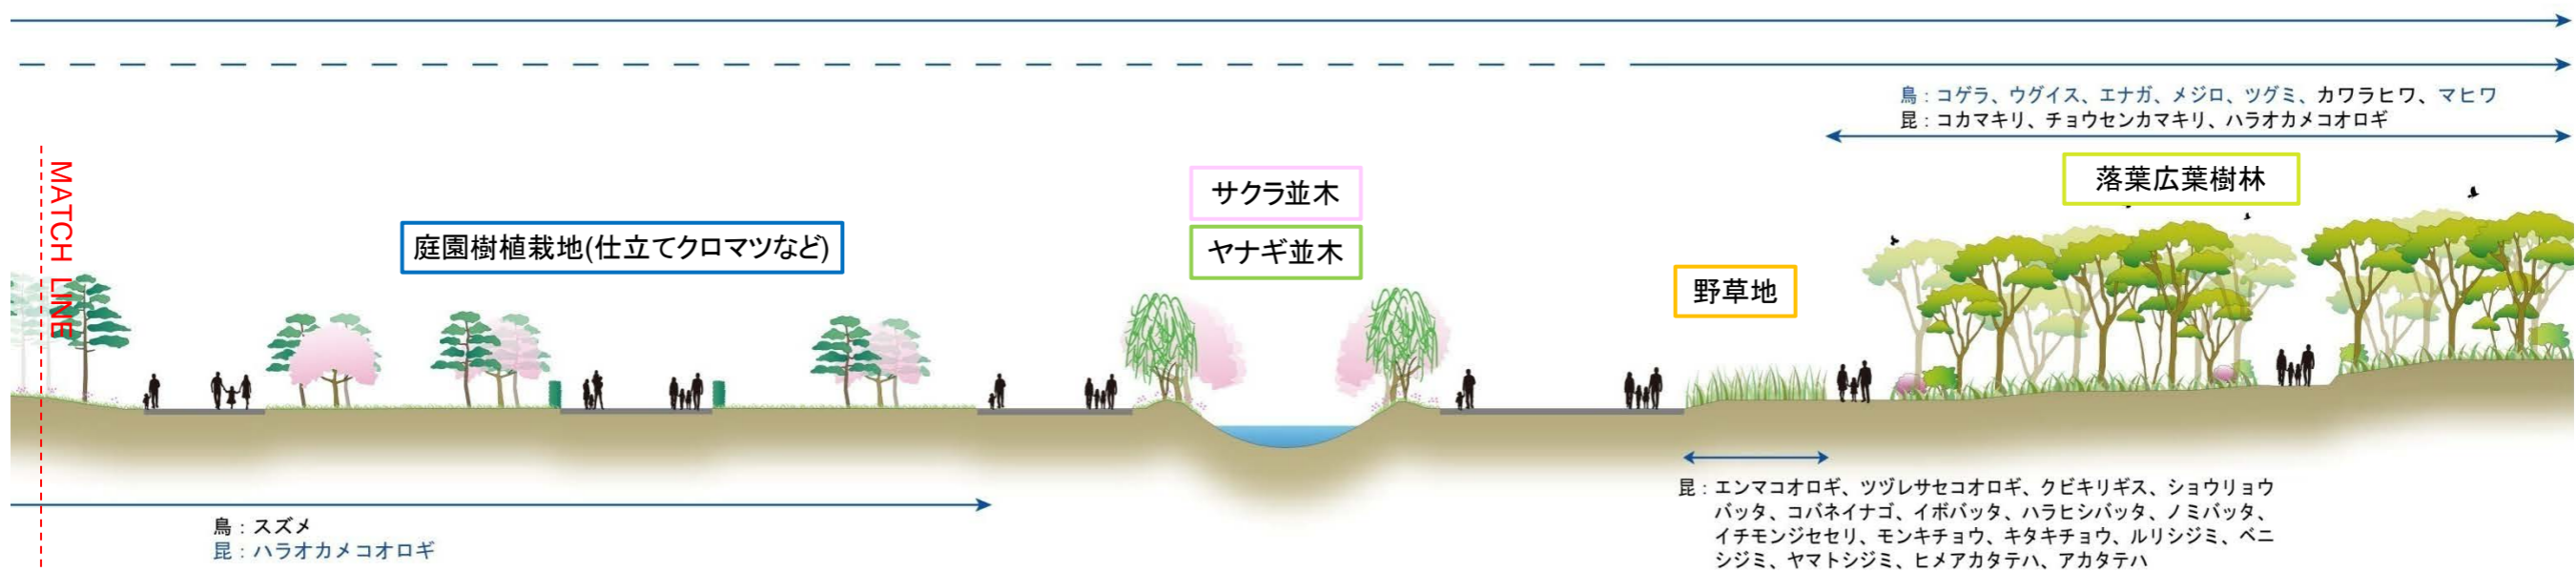 鳥：コゲラ、ウグイス、エナガ、メジロ、ツグミ、カワラヒワ、マヒワ
昆：コカマキリ、チョウセンカマキリ、ハラオカメコオロギ
MATCH LINE
庭園樹植栽地(仕立てクロマツなど)
サクラ並木
ヤナギ並木
野草地
落葉広葉樹林
鳥：スズメ
昆：ハラオカメコオロギ
昆：エンマコオロギ、ツヅレサセコオロギ、クビキリギス、ショウリョウ
バッタ、コバネイナゴ、イボバッタ、ハラヒシバッタ、ノミバッタ、
イチモンジセセリ、モンキチョウ、キタキチョウ、ルリシジミ、ベニ
シジミ、ヤマトシジミ、ヒメアカタテハ、アカタテハ